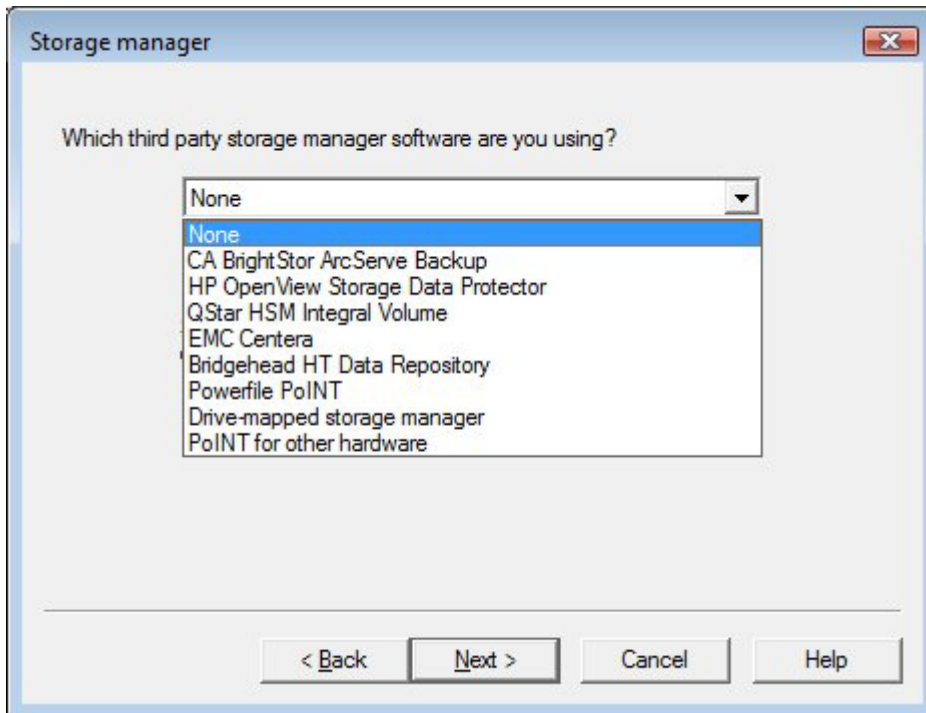 Storage manager
Which third party storage manager software are you using?
None
None
CA BrightStor ArcServe Backup
HP OpenView Storage Data Protector
QStar HSM Integral Volume
EMC Centera
Bridgehead HT Data Repository
Powerfile PoINT
Drive-mapped storage manager
PoINT for other hardware
< Back Next > Cancel Help